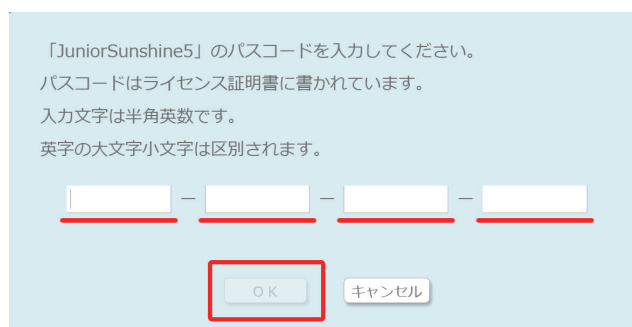 「JuniorSunshine5」のパスコードを入力してください。
パスコードはライセンス証明書に書かれています。
入力文字は半角英数です。
英字の大文字小文字は区別されます。
－ － －
ＯＫ キャンセル